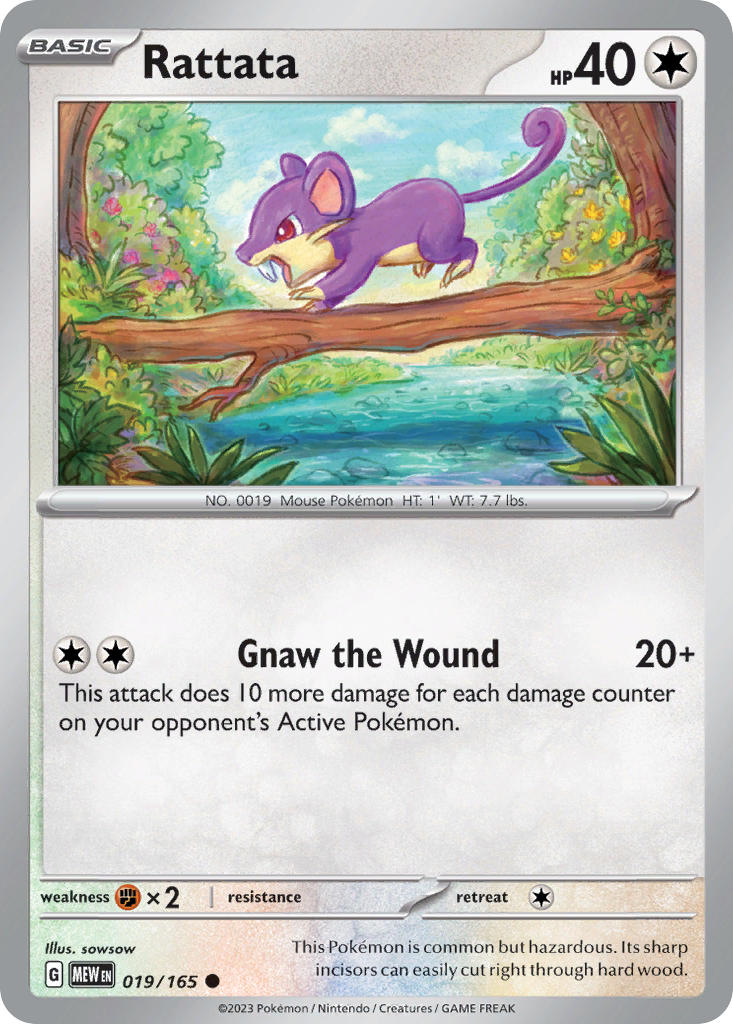 BASIC
Rattata
HP 40
NO. 0019 Mouse Pokémon HT: 1' WT: 7.7 lbs.
Gnaw the Wound 20+
This attack does 10 more damage for each damage counter
on your opponent's Active Pokémon.
weakness ×2 resistance retreat
Illus. sowsow
This Pokémon is common but hazardous. Its sharp
incisors can easily cut right through hard wood.
G MEW EN 019/165
©2023 Pokémon / Nintendo / Creatures / GAME FREAK